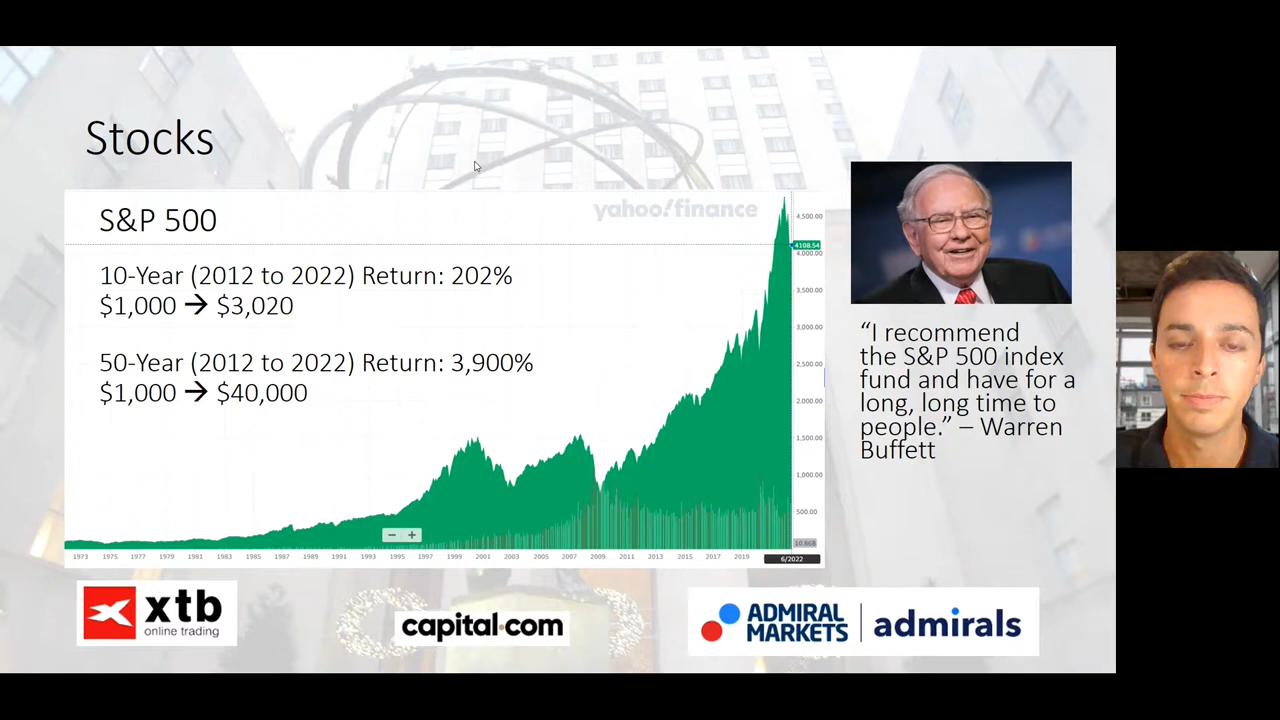 Stocks
yahoo!finance
S&P 500
10-Year (2012 to 2022) Return: 202%
$1,000 → $3,020
50-Year (2012 to 2022) Return: 3,900%
$1,000 → $40,000
4,500.00
4108.54
4,000.00
3,500.00
3,000.00
2,500.00
2,000.00
1,500.00
1,000.00
500.00
10.86B
1973 1975 1977 1979 1981 1983 1985 1987 1989 1991 1993 1995 1997 1999 2001 2003 2005 2007 2009 2011 2013 2015 2017 2019 6/2022
“I recommend
the S&P 500 index
fund and have for a
long, long time to
people.” – Warren
Buffett
xtb
online trading
capital.com
ADMIRAL
MARKETS
admirals